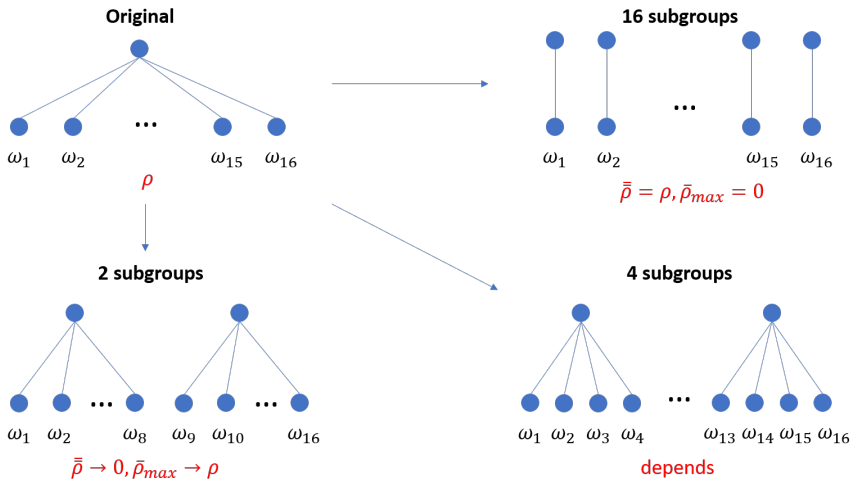 Original
...
ω₁ ω₂ ω₁₅ ω₁₆
ρ
16 subgroups
...
ω₁ ω₂ ω₁₅ ω₁₆
ρ̿ = ρ, ρ̄ₘₐₓ = 0
2 subgroups
... ...
ω₁ ω₂ ω₈ ω₉ ω₁₀ ω₁₆
ρ̿ → 0, ρ̄ₘₐₓ → ρ
4 subgroups
...
ω₁ ω₂ ω₃ ω₄ ω₁₃ ω₁₄ ω₁₅ ω₁₆
depends